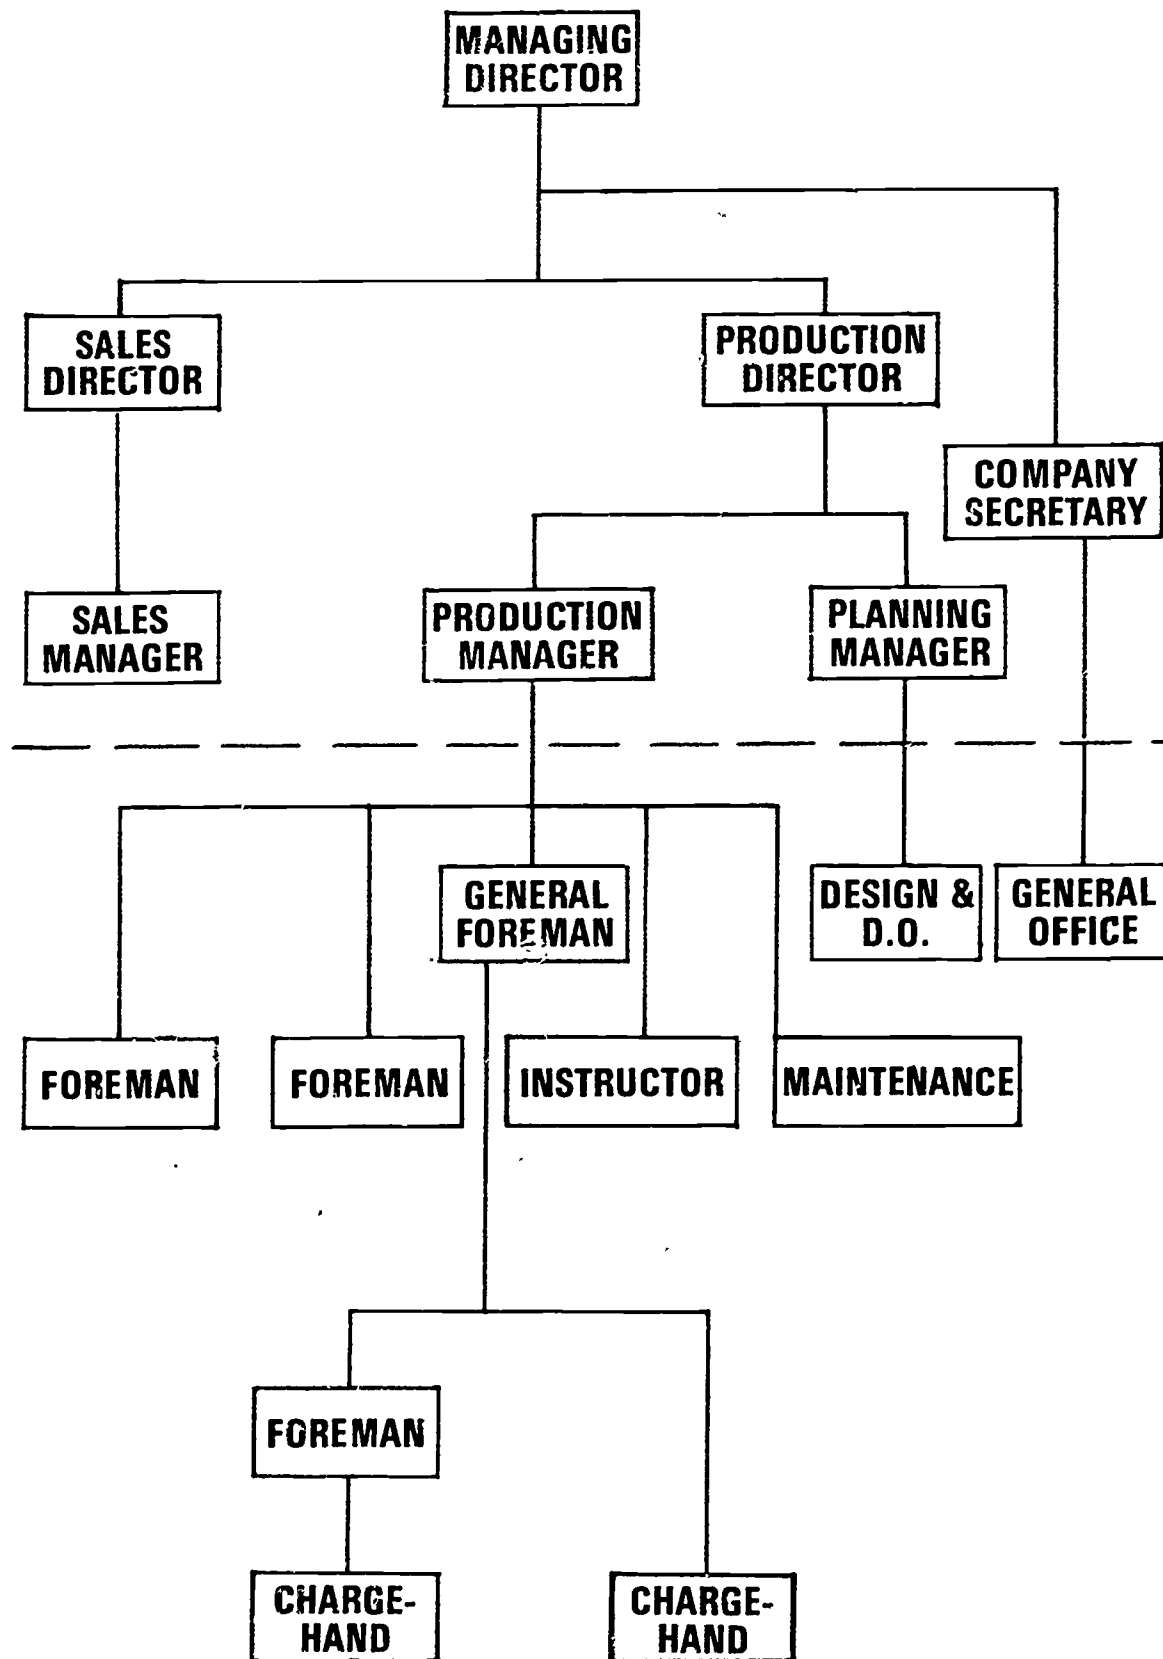 MANAGING
DIRECTOR
SALES
DIRECTOR
PRODUCTION
DIRECTOR
COMPANY
SECRETARY
SALES
MANAGER
PRODUCTION
MANAGER
PLANNING
MANAGER
GENERAL
FOREMAN
DESIGN &
D.O.
GENERAL
OFFICE
FOREMAN
FOREMAN
INSTRUCTOR
MAINTENANCE
FOREMAN
CHARGE-
HAND
CHARGE-
HAND